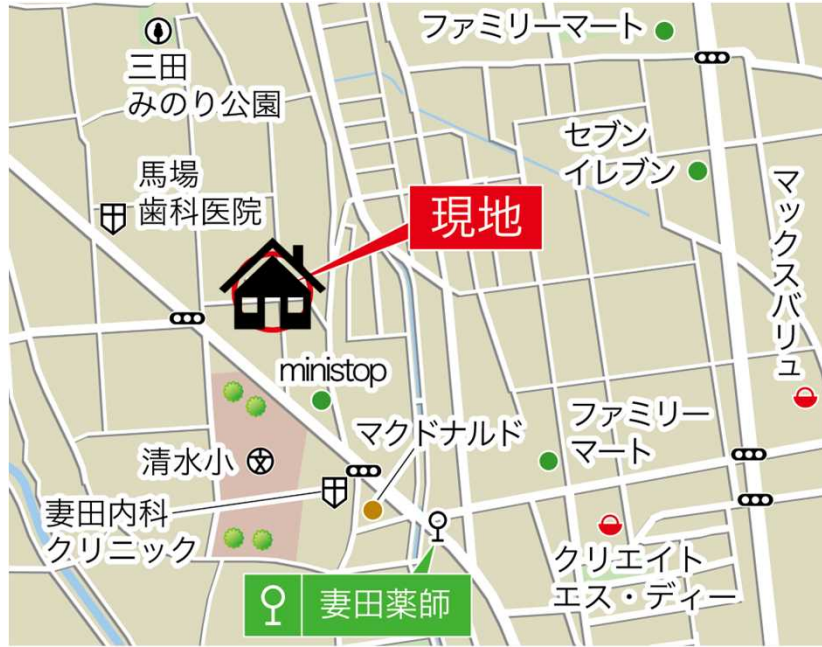 ファミリーマート
三田
みのり公園
セブン
イレブン
馬場
歯科医院
マックスバリュ
現地
ministop
マクドナルド
ファミリー
マート
清水小
文
妻田内科
クリニック
クリエイト
エス・ディー
妻田薬師